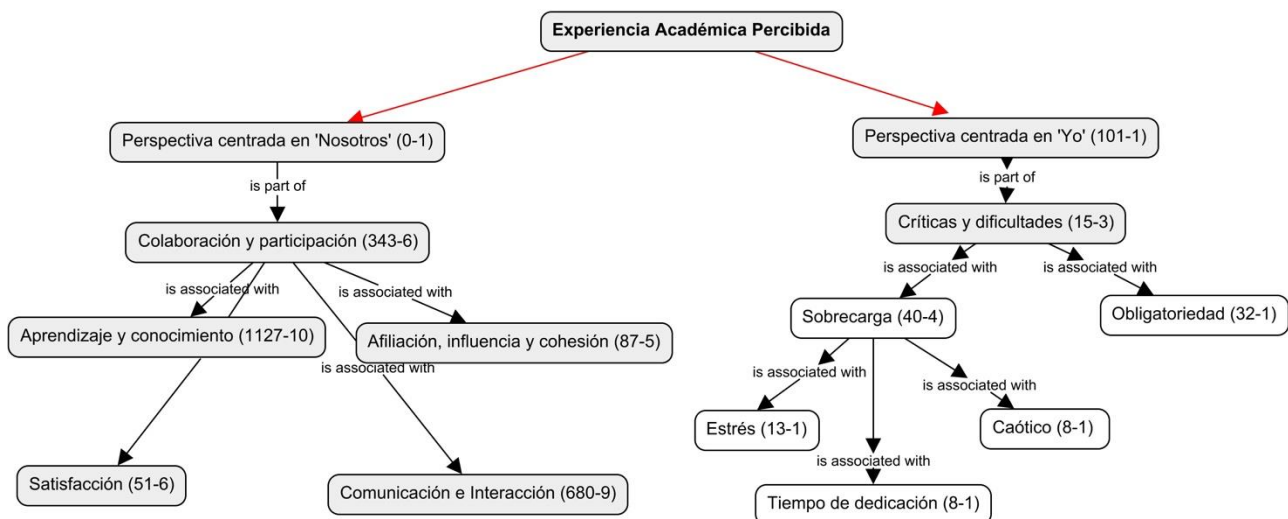 Experiencia Académica Percibida
Perspectiva centrada en 'Nosotros' (0-1)
Perspectiva centrada en 'Yo' (101-1)
is part of
is part of
Colaboración y participación (343-6)
Críticas y dificultades (15-3)
is associated with
is associated with
is associated with
is associated with
Aprendizaje y conocimiento (1127-10)
Afiliación, influencia y cohesión (87-5)
Sobrecarga (40-4)
Obligatoriedad (32-1)
is associated with
is associated with
is associated with
Estrés (13-1)
Caótico (8-1)
is associated with
Satisfacción (51-6)
Comunicación e Interacción (680-9)
Tiempo de dedicación (8-1)